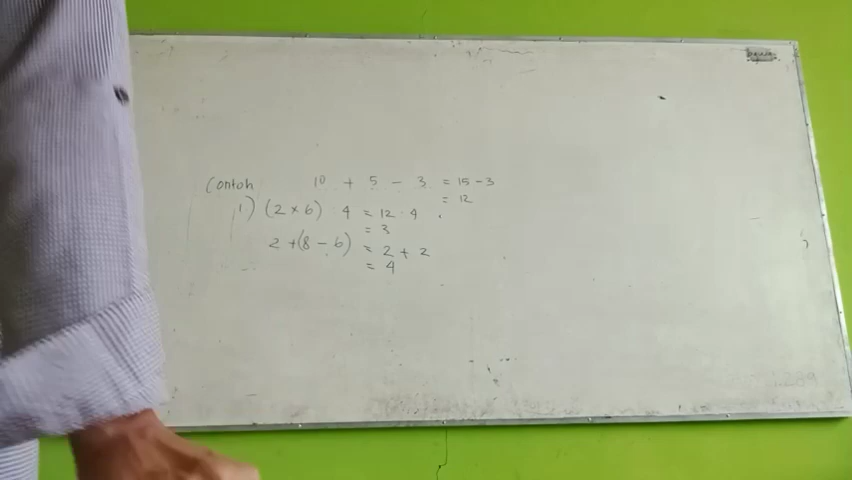 Contoh 10 + 5 - 3 = 15 - 3
= 12
1) (2 × 6) 4 = 12 . 4
= 3
2 + (8 - 6) = 2 + 2
= 4